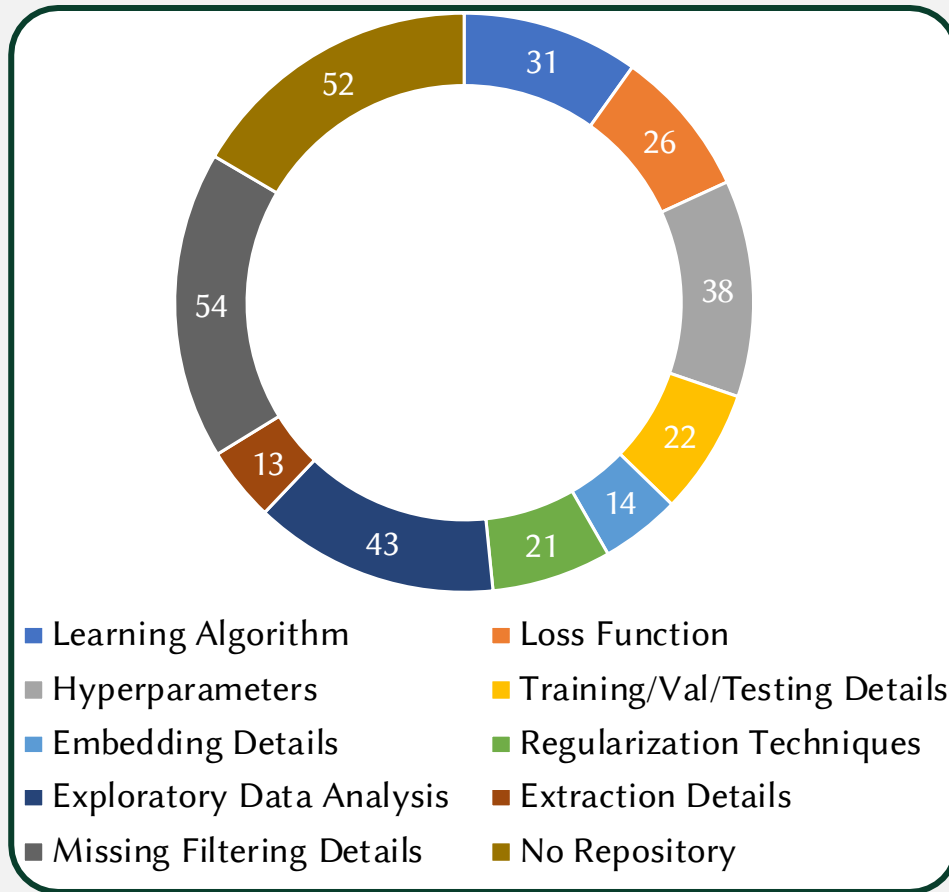 31
52
26
38
54
22
13
14
21
43
Learning Algorithm
Loss Function
Hyperparameters
Training/Val/Testing Details
Embedding Details
Regularization Techniques
Exploratory Data Analysis
Extraction Details
Missing Filtering Details
No Repository